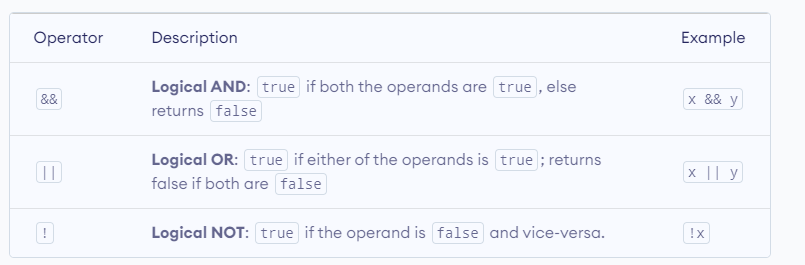 Operator Description Example
&& Logical AND: true if both the operands are true, else x && y
returns false
|| Logical OR: true if either of the operands is true; returns x || y
false if both are false
! Logical NOT: true if the operand is false and vice-versa. !x